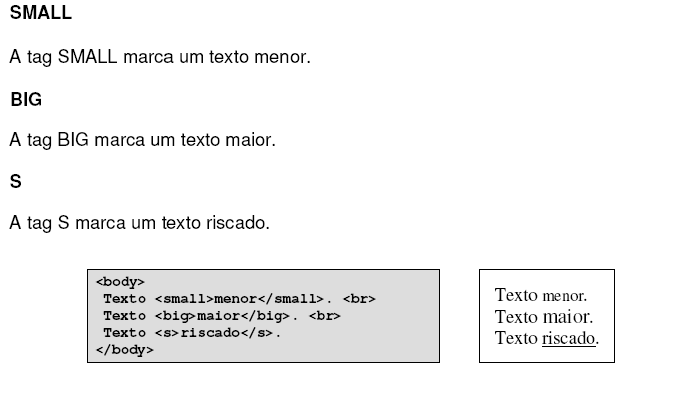 SMALL
A tag SMALL marca um texto menor.
BIG
A tag BIG marca um texto maior.
S
A tag S marca um texto riscado.
<body>
Texto <small>menor</small>. <br>
Texto <big>maior</big>. <br>
Texto <s>riscado</s>.
</body>
Texto menor.
Texto maior.
Texto riscado.